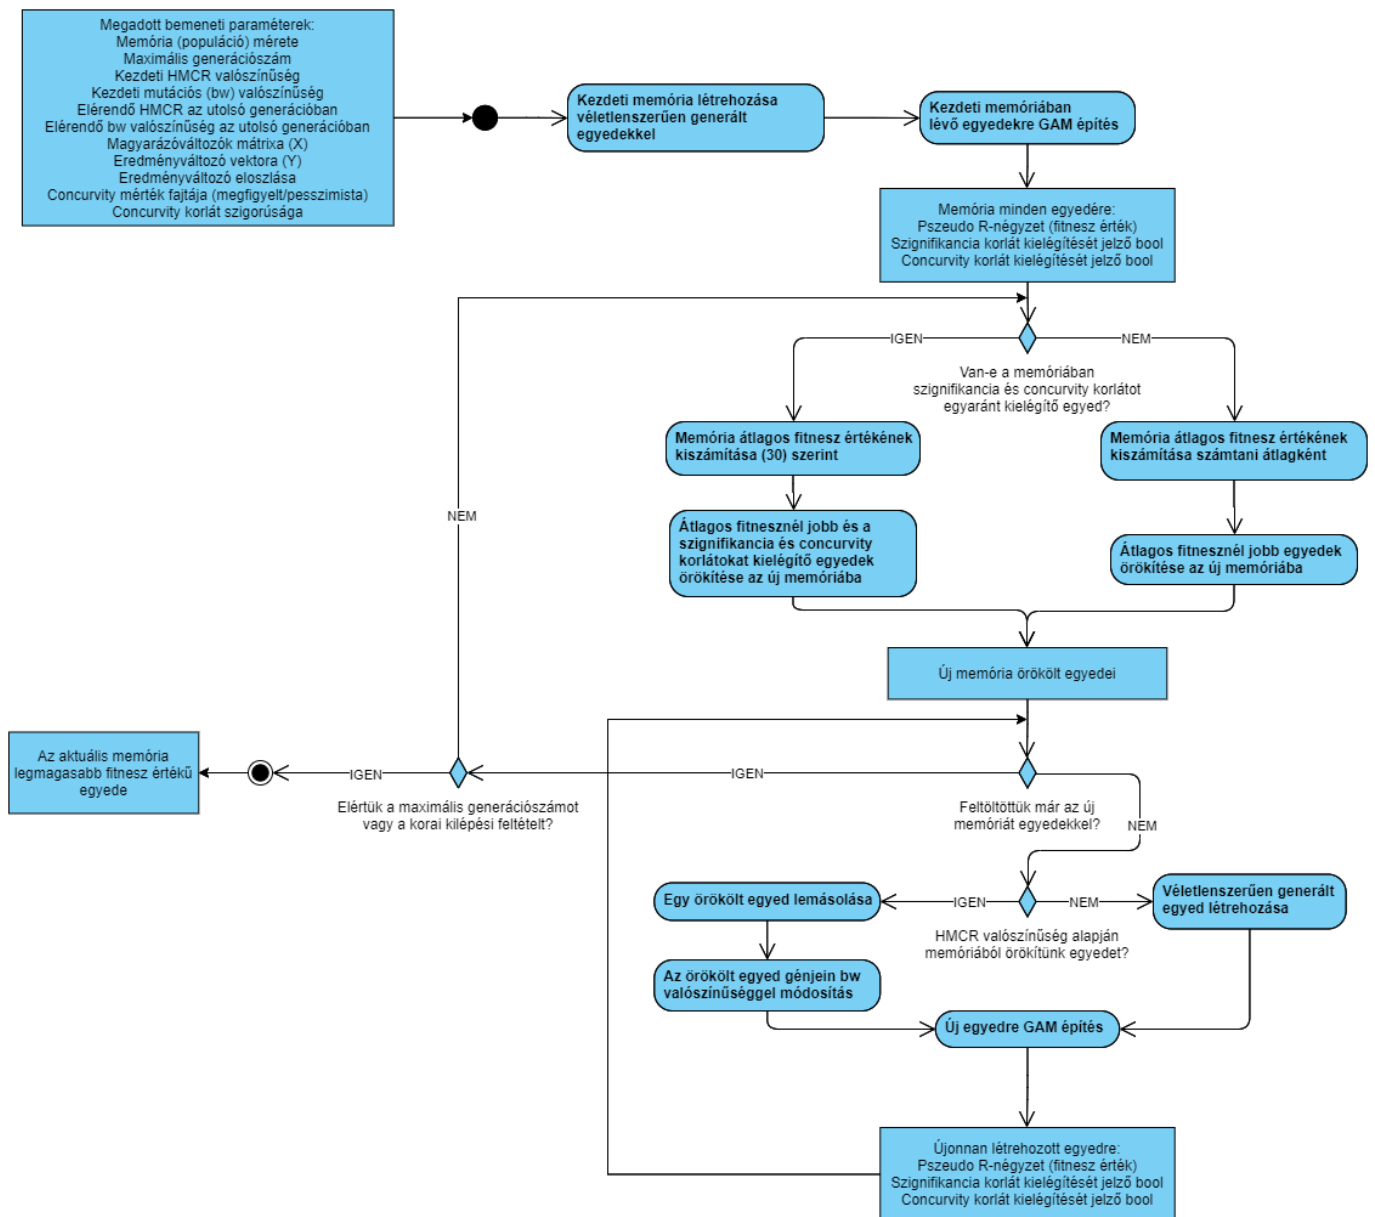 Megadott bemeneti paraméterek:
Memória (populáció) mérete
Maximális generációszám
Kezdeti HMCR valószínűség
Kezdeti mutációs (bw) valószínűség
Elérendő HMCR az utolsó generációban
Elérendő bw valószínűség az utolsó generációban
Magyarázóváltozók mátrixa (X)
Eredményváltozó vektora (Y)
Eredményváltozó eloszlása
Concurvity mérték fajtája (megfigyelt/pesszimista)
Concurvity korlát szigorúsága
Kezdeti memória létrehozása
véletlenszerűen generált
egyedekkel
Kezdeti memóriában
lévő egyedekre GAM építés
Memória minden egyedére:
Pszeudo R-négyzet (fitnesz érték)
Szignifikancia korlát kielégítését jelző bool
Concurvity korlát kielégítését jelző bool
IGEN
NEM
Van-e a memóriában
szignifikancia és concurvity korlátot
egyaránt kielégítő egyed?
Memória átlagos fitnesz értékének
kiszámítása (30) szerint
Memória átlagos fitnesz értékének
kiszámítása számtani átlagként
Átlagos fitnesznél jobb és a
szignifikancia és concurvity
korlátokat kielégítő egyedek
örökítése az új memóriába
Átlagos fitnesznél jobb egyedek
örökítése az új memóriába
NEM
Új memória örökölt egyedei
Az aktuális memória
legmagasabb fitnesz értékű
egyede
IGEN
Elértük a maximális generációszámot
vagy a korai kilépési feltételt?
IGEN
Feltöltöttük már az új
memóriát egyedekkel?
NEM
Egy örökölt egyed lemásolása
IGEN
NEM
Véletlenszerűen generált
egyed létrehozása
HMCR valószínűség alapján
memóriából örökítünk egyedet?
Az örökölt egyed génjein bw
valószínűséggel módosítás
Új egyedre GAM építés
Újonnan létrehozott egyedre:
Pszeudo R-négyzet (fitnesz érték)
Szignifikancia korlát kielégítését jelző bool
Concurvity korlát kielégítését jelző bool